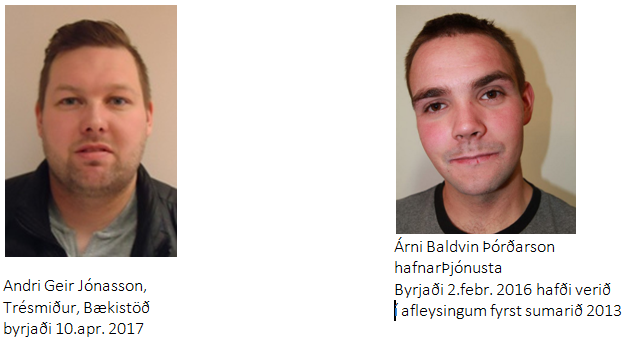 Andri Geir Jónasson,
Trésmiður, Bækistöð
byrjaði 10.apr. 2017
Árni Baldvin Þórðarson
hafnarÞjónusta
Byrjaði 2.febr. 2016 hafði verið
Í afleysingum fyrst sumarið 2013